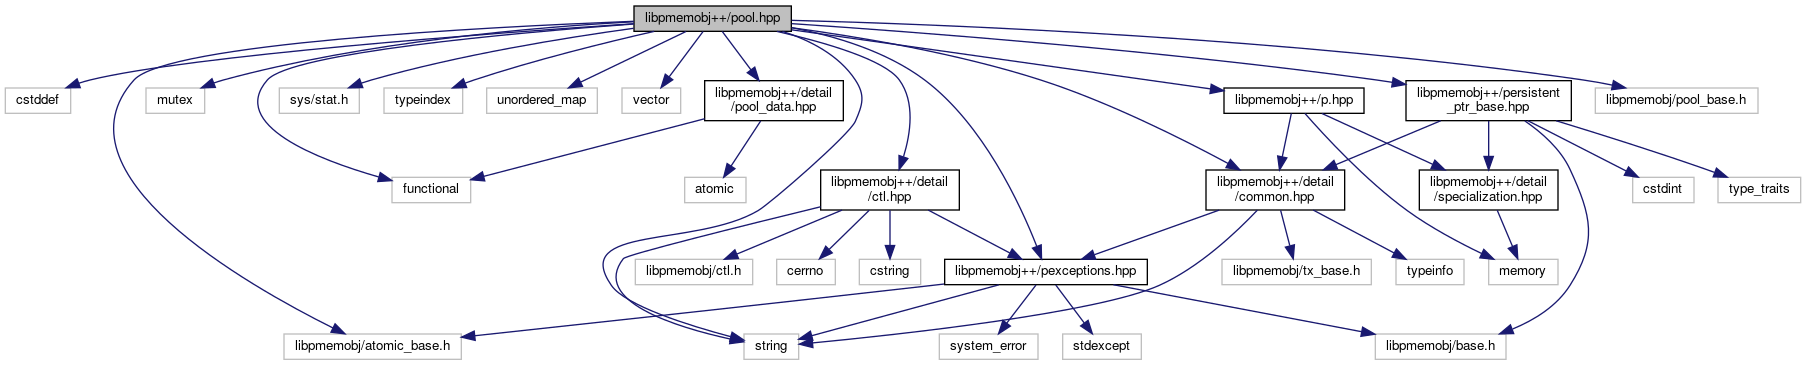 libpmemobj++/pool.hpp
cstddef
mutex
sys/stat.h
typeindex
unordered_map
vector
libpmemobj++/detail
/pool_data.hpp
libpmemobj++/p.hpp
libpmemobj++/persistent
_ptr_base.hpp
libpmemobj/pool_base.h
functional
atomic
libpmemobj++/detail
/ctl.hpp
libpmemobj++/detail
/common.hpp
libpmemobj++/detail
/specialization.hpp
cstdint
type_traits
libpmemobj/ctl.h
cerrno
cstring
libpmemobj++/pexceptions.hpp
libpmemobj/tx_base.h
typeinfo
memory
libpmemobj/atomic_base.h
string
system_error
stdexcept
libpmemobj/base.h